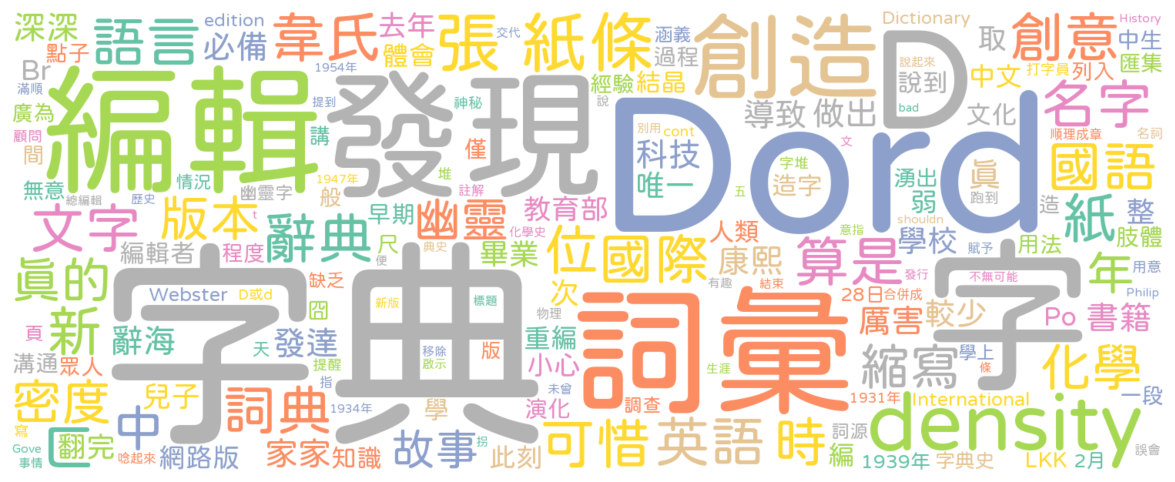 深深 語言 edition 必備 韋氏 去年 張 紙條 交代 涵義 創造 Dictionary 取 創意 History 中生
點子 體會 過程 D 說起來 說到 中文 打字員 列入 匯集
Br 1954年 經驗 結晶 bad
滿順 編輯 發現 神秘 說 導致 做出 文化 名字
廣為 提到 講 別用 cont Dord 順理成章 名詞
顧問 僅 堆 科技 字堆 文 國語
間 情況 1947年 註解 唯一 造字 五 湧出 眞 跑到
無意 總編輯 歷史 幽靈字 般 弱 造 紙 整
文字 版本 t 早期 幽靈 教育部 shouldn
編輯者 程度 辭典 尺 化學史 人類 意指 學校 賦予 用法 肢體
眞的 典史 便 畢業 位 國際 康熙 算是 發行 年 用意
缺乏 次 有趣 結束 不無可能
Webster D或d 新版 標題 物理 28日 合併成 Philip
字典 囧 詞彙 字 厲害 較少 Po 書籍
頁 新 辭海 天 發達 移除 版 重編
溝通 眾人 提醒 啟示 小心 縮寫 學上 條 化學
密度 兒子 指 生涯 未曾 1931年 International 一段
詞典 1934年 學 演化 調查 density
寫 中 拐
Gove 翻完 唸起來 故事 可惜 英語 時 詞源
事情 網路版 家家 知識 此刻 編 1939年 字典史 LKK 2月 誤會